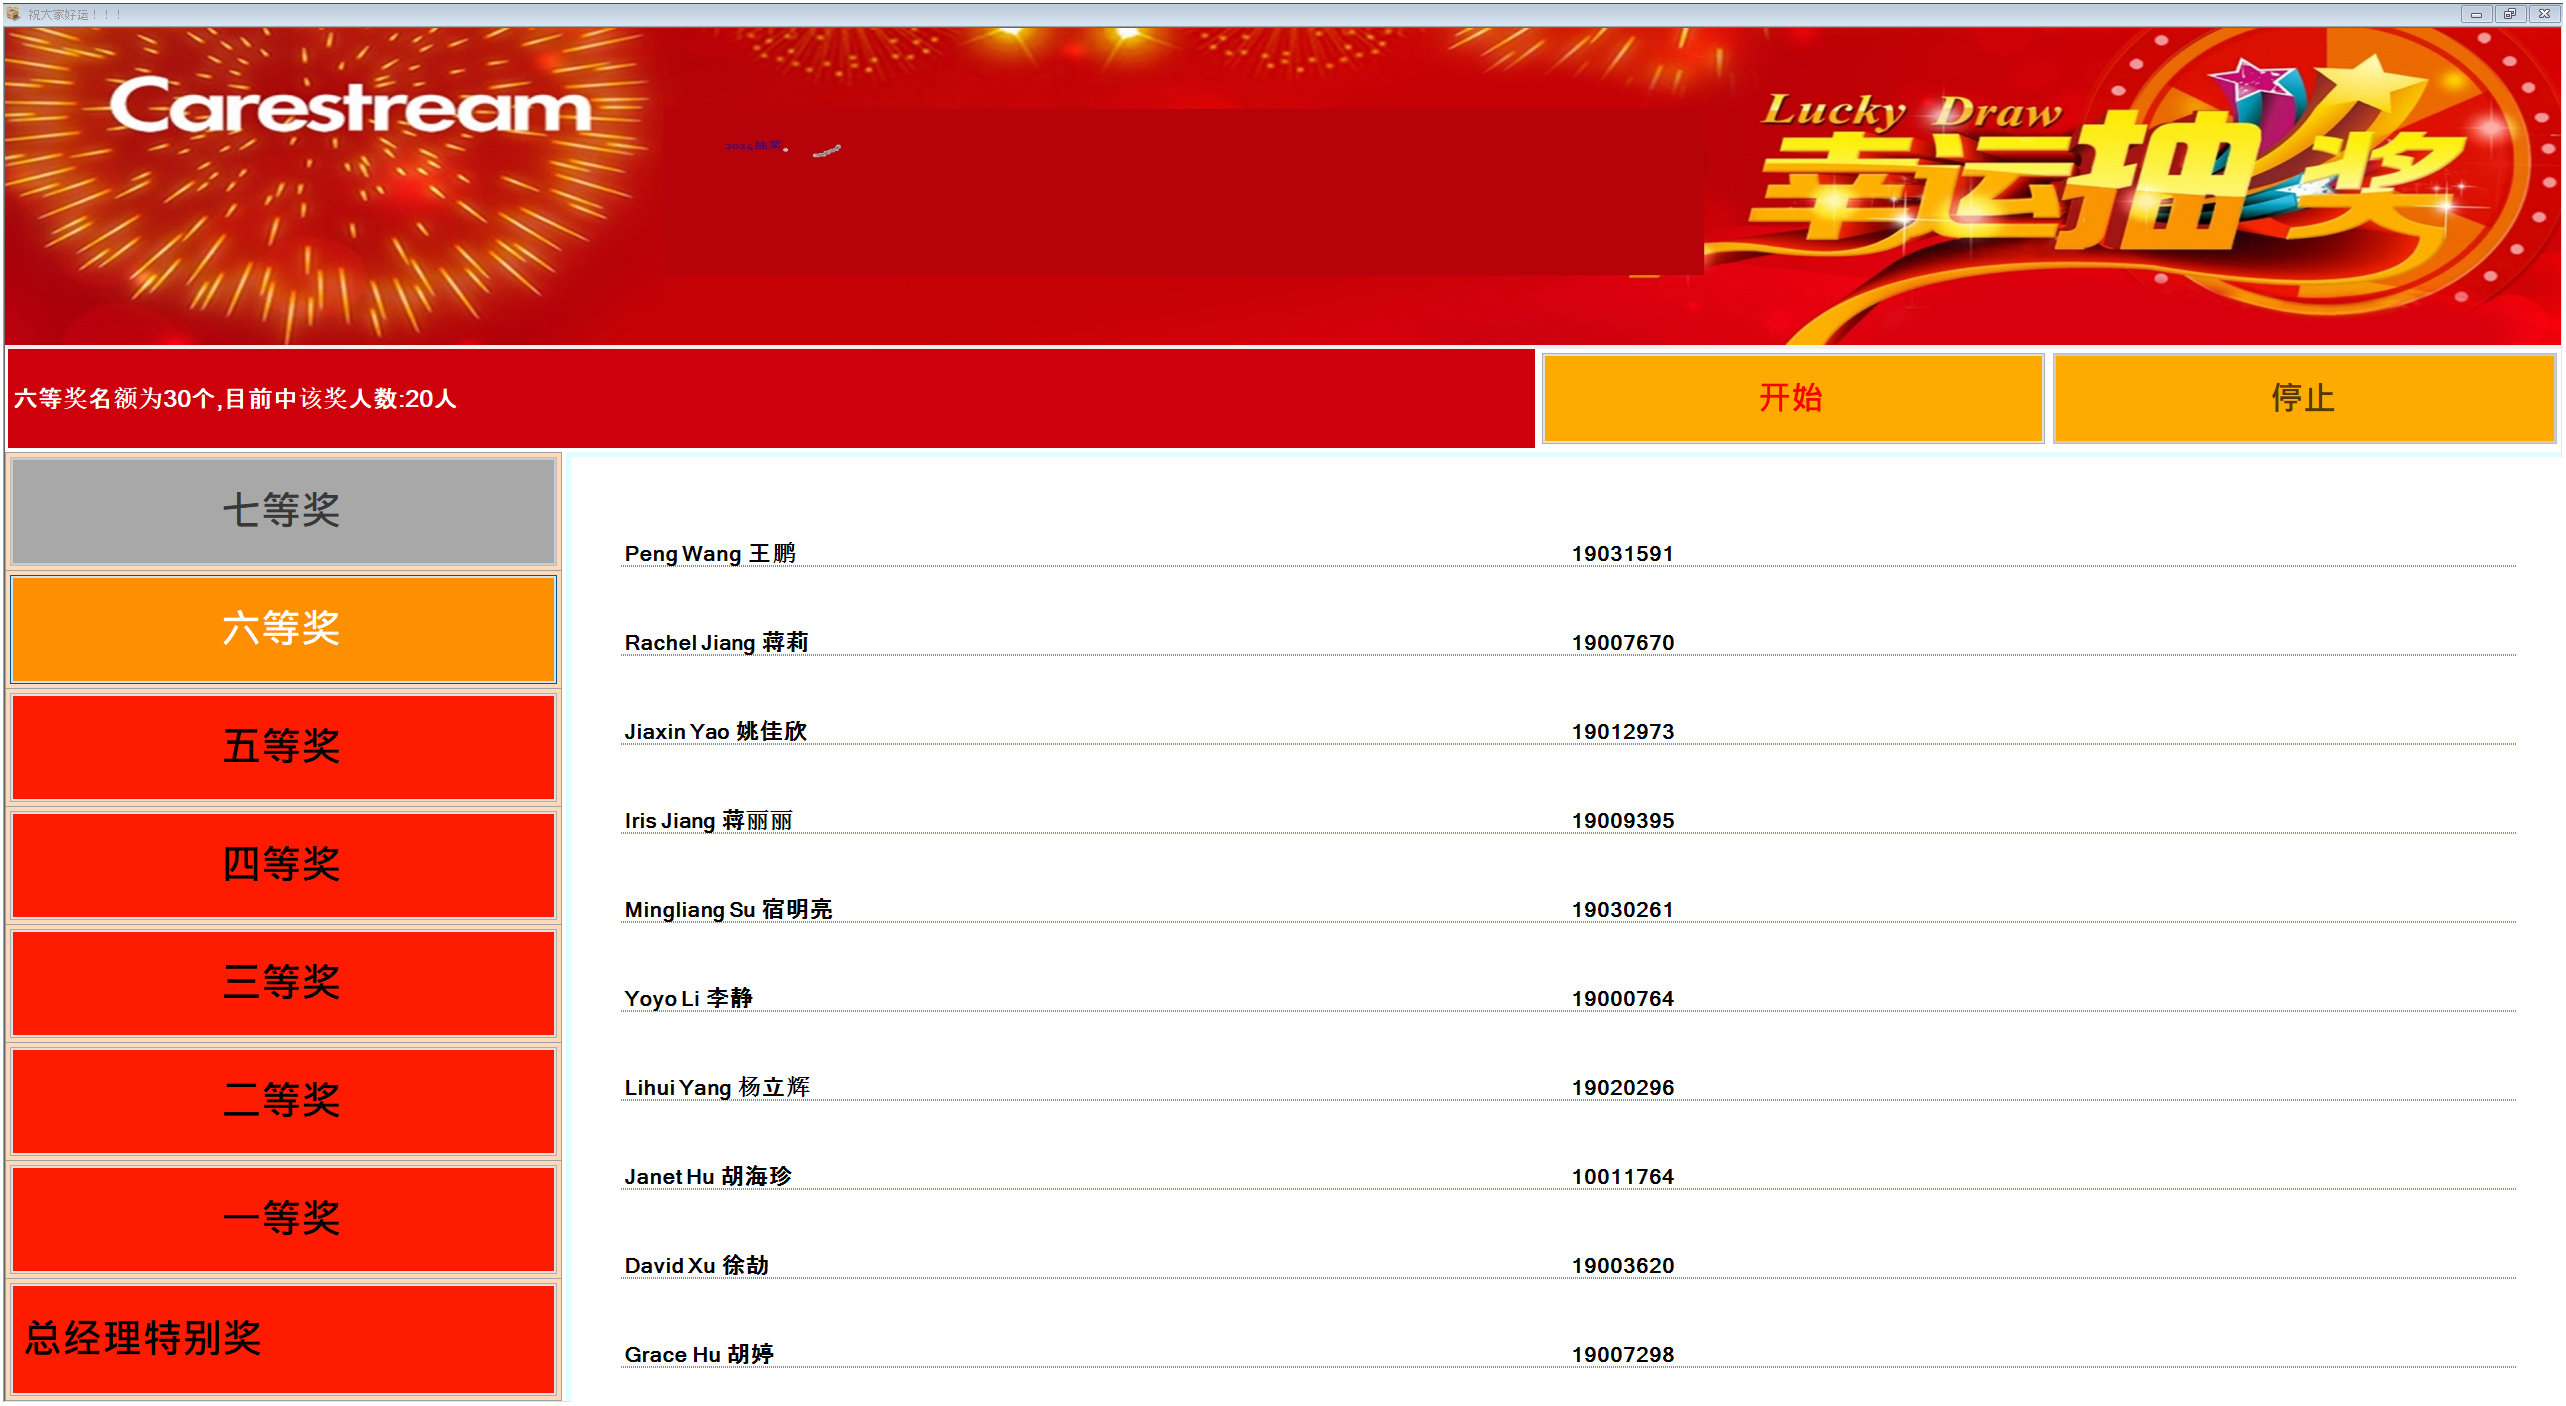 祝大家好运！！！
Carestream
2024抽奖。
Lucky Draw
幸运抽奖
六等奖名额为30个,目前中该奖人数:20人
开始
停止
七等奖
六等奖
五等奖
四等奖
三等奖
二等奖
一等奖
总经理特别奖
Peng Wang 王鹏 19031591
Rachel Jiang 蒋莉 19007670
Jiaxin Yao 姚佳欣 19012973
Iris Jiang 蒋丽丽 19009395
Mingliang Su 宿明亮 19030261
Yoyo Li 李静 19000764
Lihui Yang 杨立辉 19020296
Janet Hu 胡海珍 10011764
David Xu 徐劼 19003620
Grace Hu 胡婷 19007298